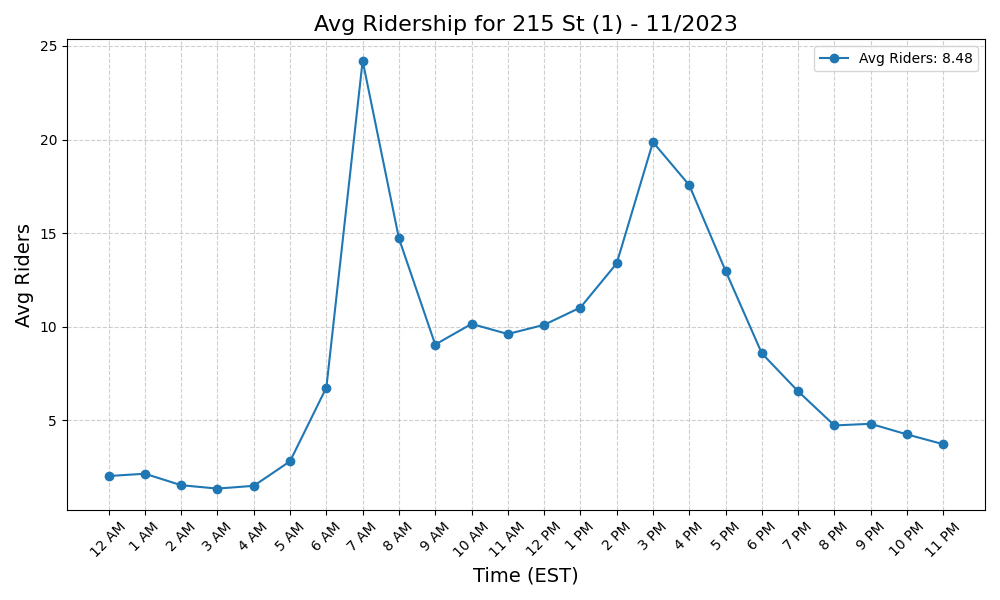 Avg Ridership for 215 St (1) - 11/2023
Avg Riders: 8.48
Avg Riders
25
20
15
10
5
12 AM
1 AM
2 AM
3 AM
4 AM
5 AM
6 AM
7 AM
8 AM
9 AM
10 AM
11 AM
12 PM
1 PM
2 PM
3 PM
4 PM
5 PM
6 PM
7 PM
8 PM
9 PM
10 PM
11 PM
Time (EST)